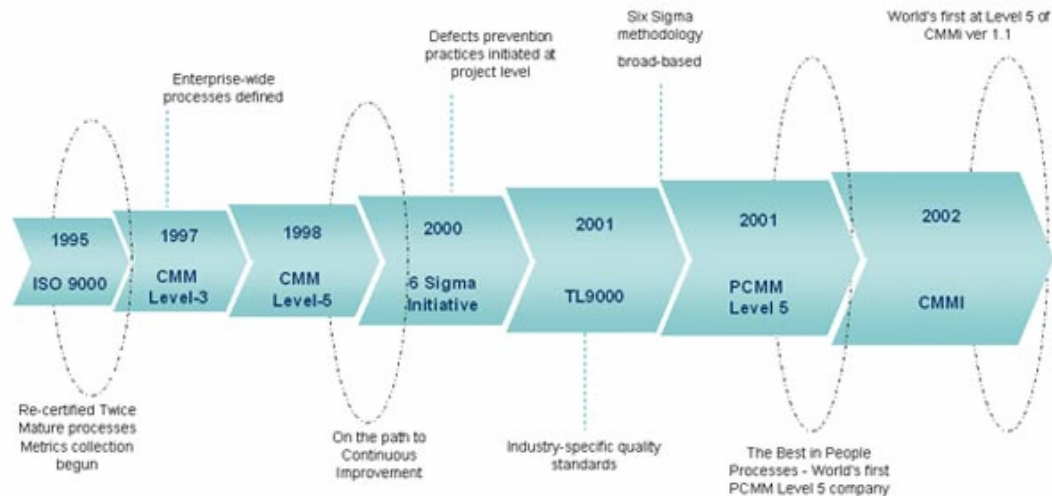 Six Sigma
methodology
broad-based
World's first at Level 5 of
CMMi ver 1.1
Defects prevention
practices initiated at
project level
Enterprise-wide
processes defined
1995
ISO 9000
1997
CMM
Level-3
1998
CMM
Level-5
2000
6 Sigma
Initiative
2001
TL9000
2001
PCMM
Level 5
2002
CMMI
Re-certified Twice
Mature processes
Metrics collection
begun
On the path to
Continuous
Improvement
Industry-specific quality
standards
The Best in People
Processes - World's first
PCMM Level 5 company